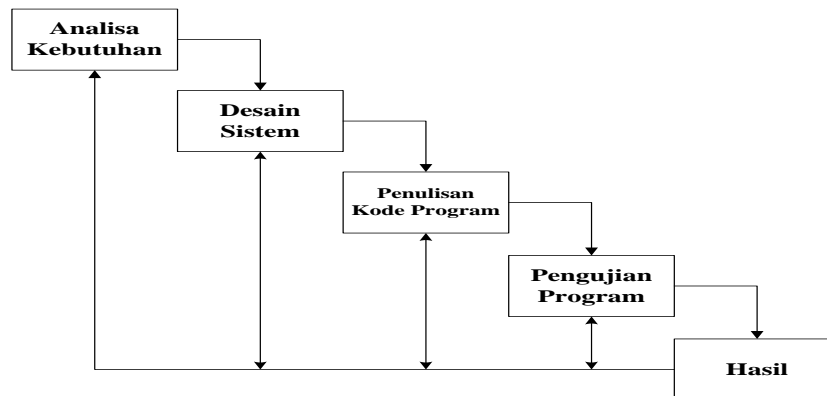 Analisa
Kebutuhan
Desain
Sistem
Penulisan
Kode Program
Pengujian
Program
Hasil